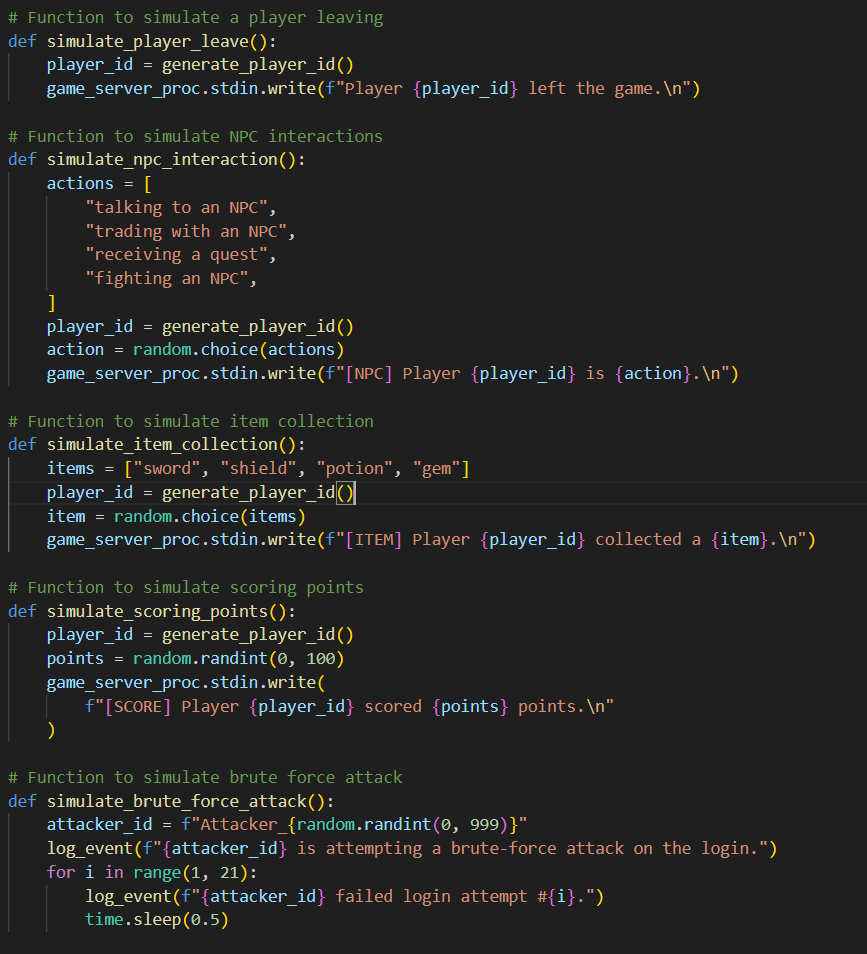 # Function to simulate a player leaving
def simulate_player_leave():
    player_id = generate_player_id()
    game_server_proc.stdin.write(f"Player {player_id} left the game.\n")

# Function to simulate NPC interactions
def simulate_npc_interaction():
    actions = [
        "talking to an NPC",
        "trading with an NPC",
        "receiving a quest",
        "fighting an NPC",
    ]
    player_id = generate_player_id()
    action = random.choice(actions)
    game_server_proc.stdin.write(f"[NPC] Player {player_id} is {action}.\n")

# Function to simulate item collection
def simulate_item_collection():
    items = ["sword", "shield", "potion", "gem"]
    player_id = generate_player_id()
    item = random.choice(items)
    game_server_proc.stdin.write(f"[ITEM] Player {player_id} collected a {item}.\n")

# Function to simulate scoring points
def simulate_scoring_points():
    player_id = generate_player_id()
    points = random.randint(0, 100)
    game_server_proc.stdin.write(
        f"[SCORE] Player {player_id} scored {points} points.\n"
    )

# Function to simulate brute force attack
def simulate_brute_force_attack():
    attacker_id = f"Attacker_{random.randint(0, 999)}"
    log_event(f"{attacker_id} is attempting a brute-force attack on the login.")
    for i in range(1, 21):
        log_event(f"{attacker_id} failed login attempt #{i}.")
        time.sleep(0.5)